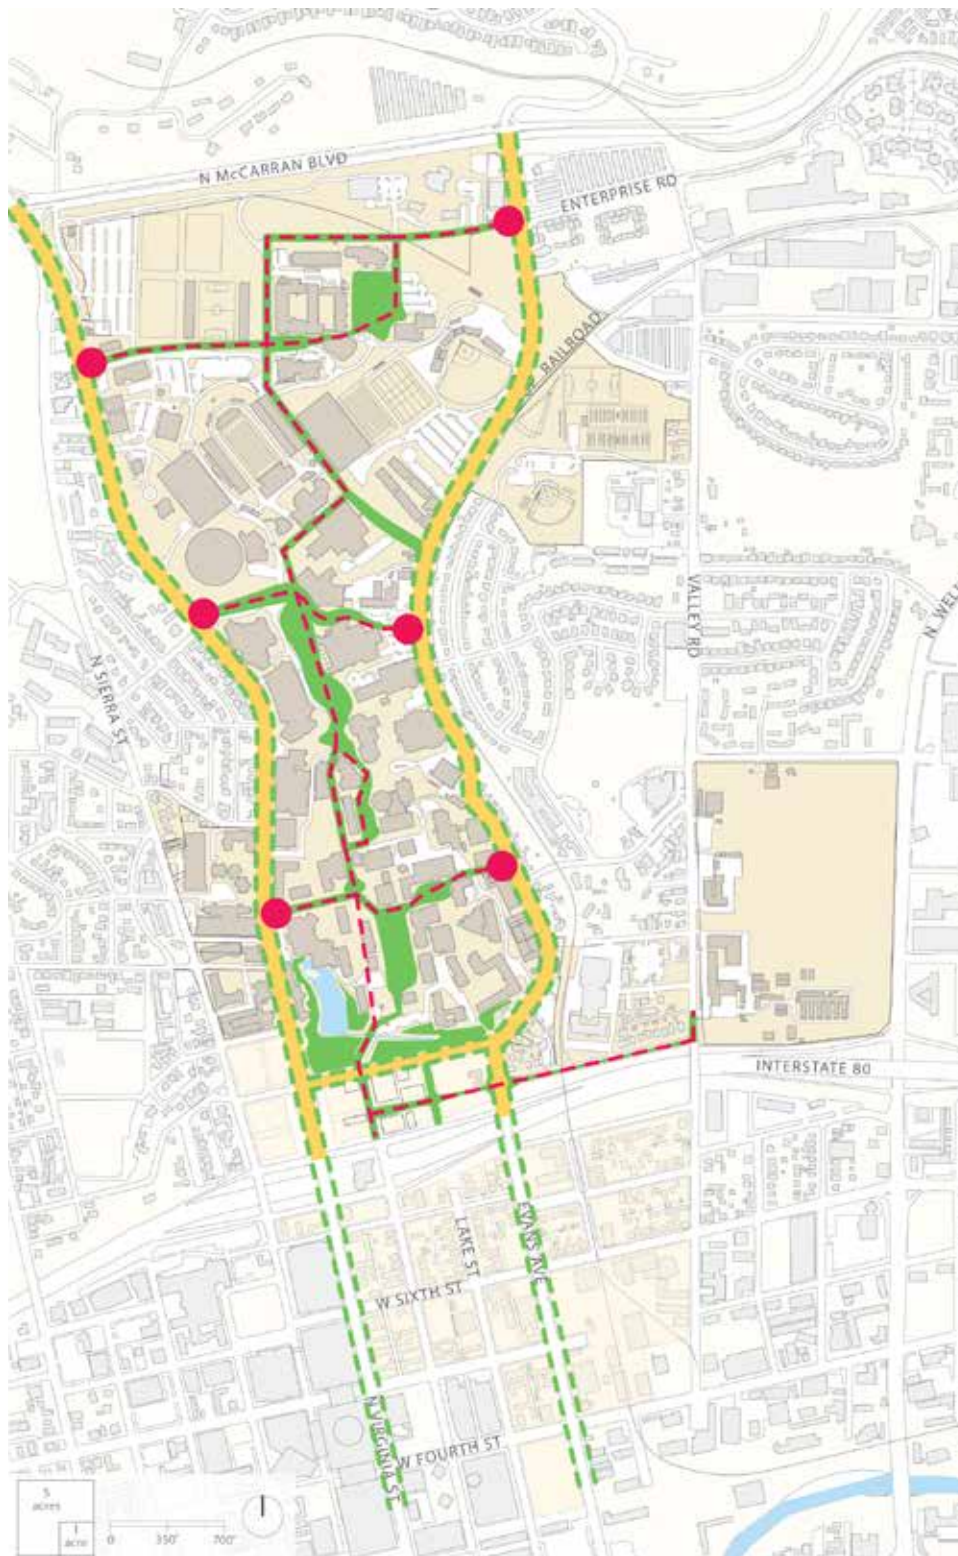 N McCARRAN BLVD
ENTERPRISE RD
RAILROAD
VALLEY RD
N SIERRA ST
INTERSTATE 80
LAKE ST
EVANS AVE
W SIXTH ST
N VIRGINIA ST
W FOURTH ST
5
acres
1
acre
0 350' 700'